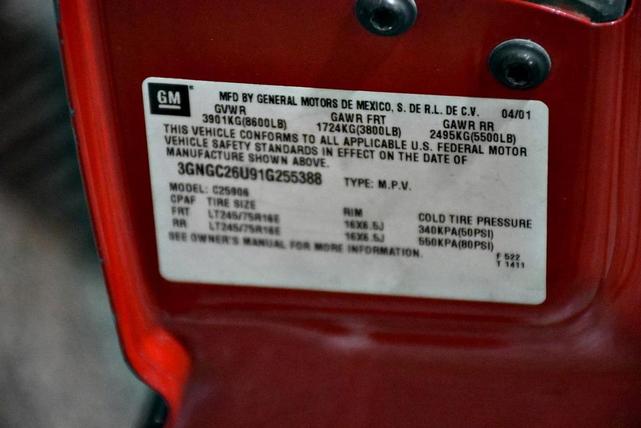 GM
MFD BY GENERAL MOTORS DE MEXICO, S. DE R.L. DE C.V. 04/01
GVWR GAWR FRT GAWR RR
3901KG(8600LB) 1724KG(3800LB) 2495KG(5500LB)
THIS VEHICLE CONFORMS TO ALL APPLICABLE U.S. FEDERAL MOTOR
VEHICLE SAFETY STANDARDS IN EFFECT ON THE DATE OF
MANUFACTURE SHOWN ABOVE.
3GNGC26U91G255388 TYPE: M.P.V.
MODEL: C25906
CPAF TIRE SIZE RIM COLD TIRE PRESSURE
FRT LT245/75R16E 16X6.5J 340KPA(50PSI)
RR LT245/75R16E 16X6.5J 550KPA(80PSI)
SEE OWNER'S MANUAL FOR MORE INFORMATION.
F 522
T 1411